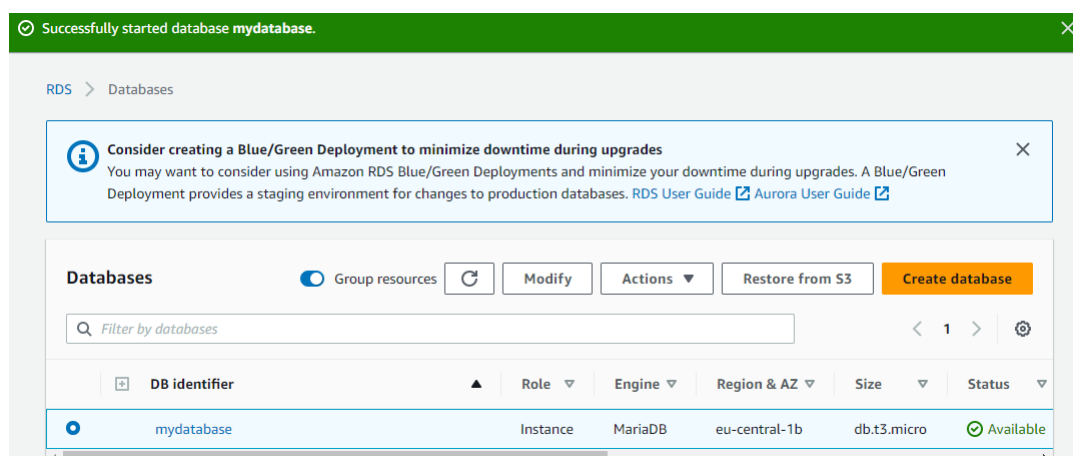 Successfully started database mydatabase.
RDS > Databases
Consider creating a Blue/Green Deployment to minimize downtime during upgrades
You may want to consider using Amazon RDS Blue/Green Deployments and minimize your downtime during upgrades. A Blue/Green
Deployment provides a staging environment for changes to production databases. RDS User Guide Aurora User Guide
Databases Group resources Modify Actions Restore from S3 Create database
Filter by databases < 1 >
DB identifier Role Engine Region & AZ Size Status
mydatabase Instance MariaDB eu-central-1b db.t3.micro Available